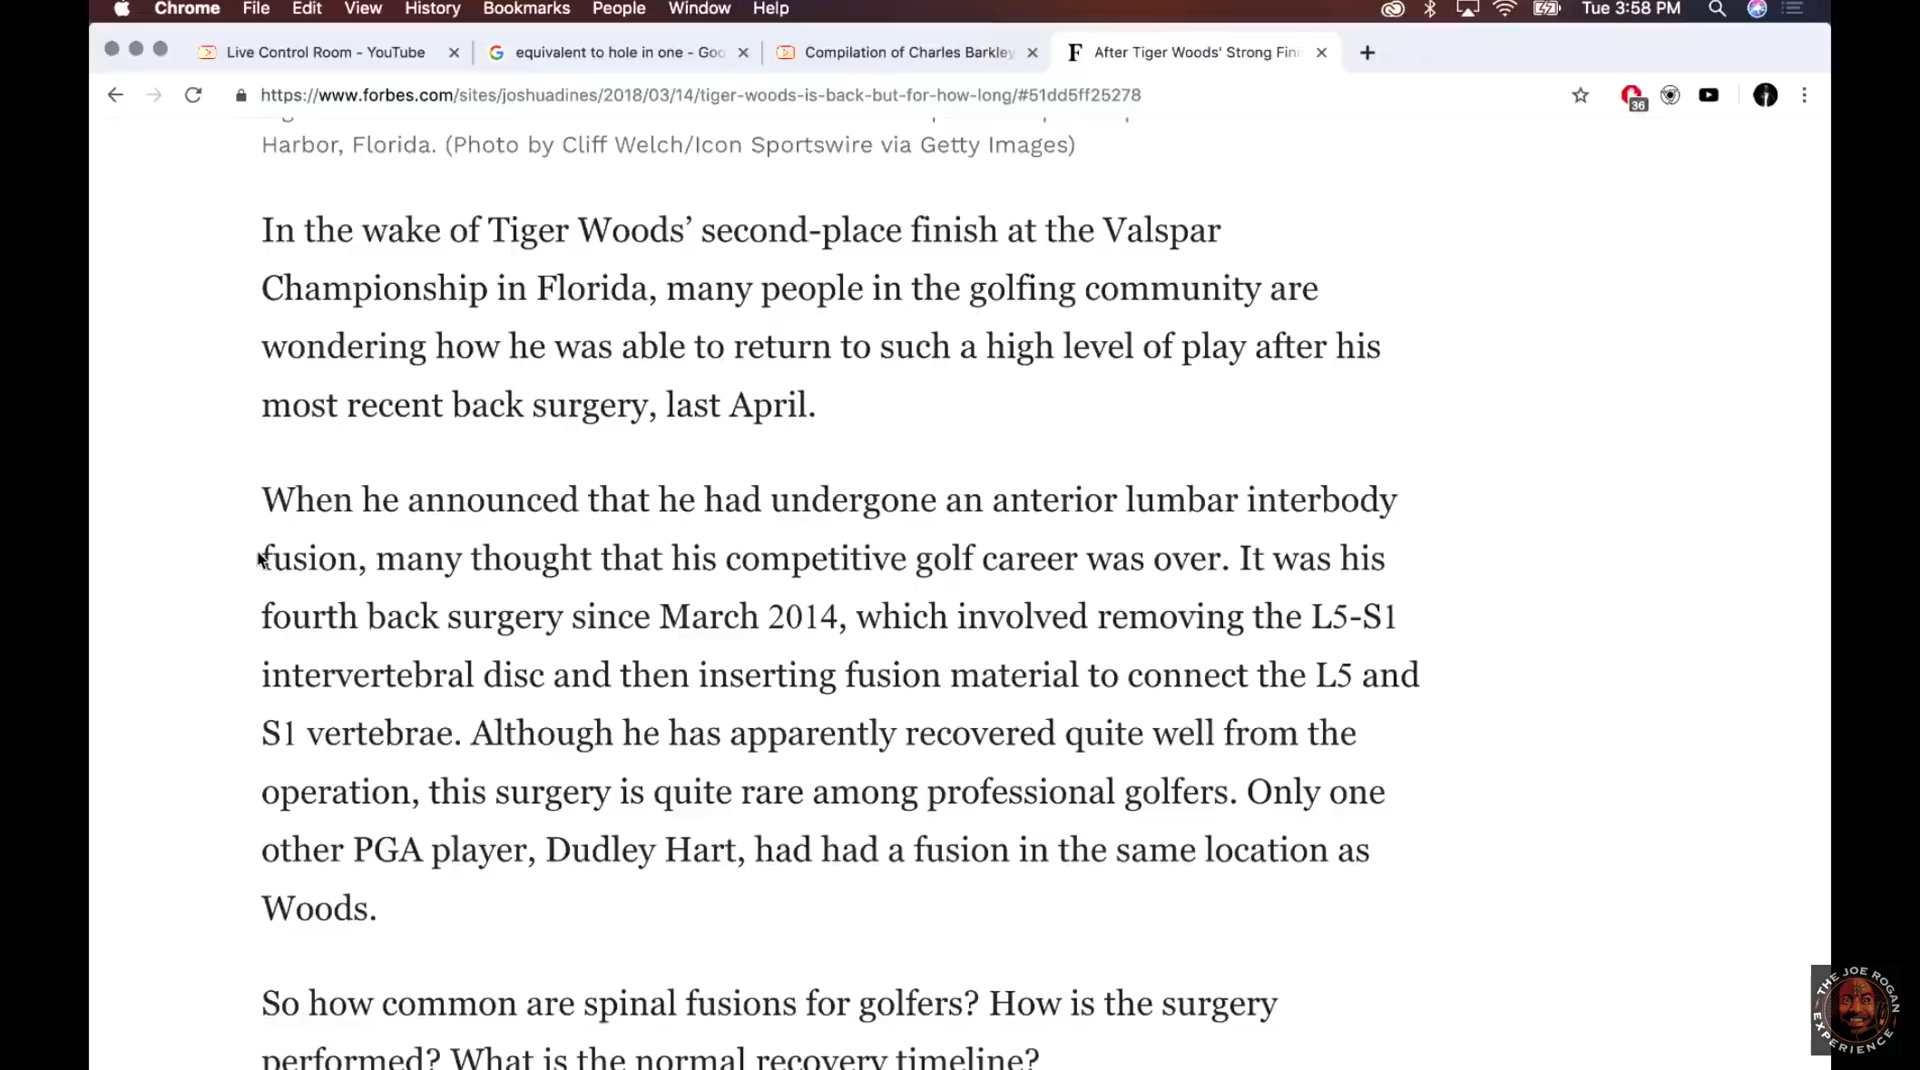 Chrome File Edit View History Bookmarks People Window Help Tue 3:58 PM
Live Control Room - YouTube equivalent to hole in one - Goo Compilation of Charles Barkley F After Tiger Woods' Strong Fini
https://www.forbes.com/sites/joshuadines/2018/03/14/tiger-woods-is-back-but-for-how-long/#51dd5ff25278 36
Harbor, Florida. (Photo by Cliff Welch/Icon Sportswire via Getty Images)
In the wake of Tiger Woods’ second-place finish at the Valspar
Championship in Florida, many people in the golfing community are
wondering how he was able to return to such a high level of play after his
most recent back surgery, last April.
When he announced that he had undergone an anterior lumbar interbody
fusion, many thought that his competitive golf career was over. It was his
fourth back surgery since March 2014, which involved removing the L5-S1
intervertebral disc and then inserting fusion material to connect the L5 and
S1 vertebrae. Although he has apparently recovered quite well from the
operation, this surgery is quite rare among professional golfers. Only one
other PGA player, Dudley Hart, had had a fusion in the same location as
Woods.
So how common are spinal fusions for golfers? How is the surgery
performed? What is the normal recovery timeline?
THE JOE ROGAN
EXPERIENCE